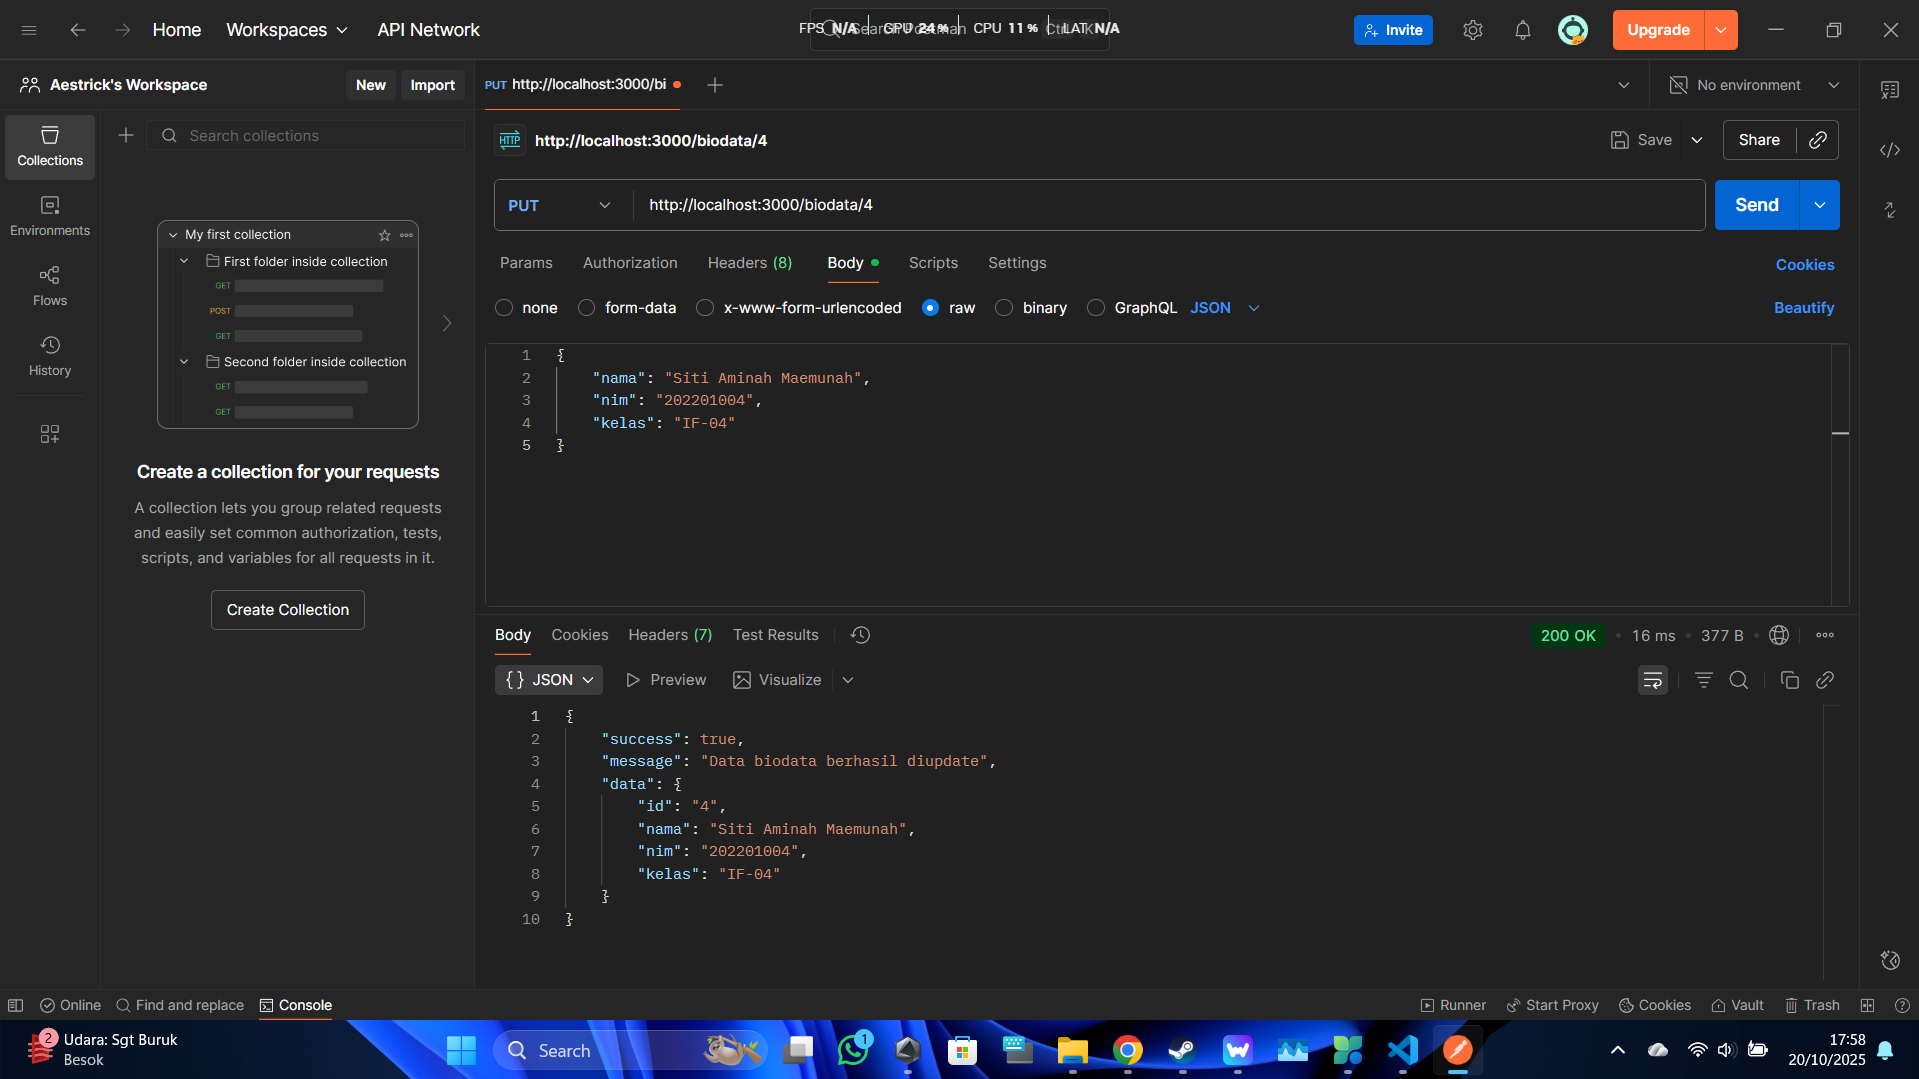 Home
Workspaces
API Network
FPS N/A
GPU 24%
CPU 11 %
LAT N/A
Invite
Upgrade
Aestrick's Workspace
New
Import
PUT http://localhost:3000/bi
No environment
Collections
Environments
Flows
History
Search collections
My first collection
First folder inside collection
GET
POST
GET
Second folder inside collection
GET
GET
Create a collection for your requests
A collection lets you group related requests
and easily set common authorization, tests,
scripts, and variables for all requests in it.
Create Collection
HTTP
http://localhost:3000/biodata/4
Save
Share
PUT
http://localhost:3000/biodata/4
Send
Params
Authorization
Headers (8)
Body
Scripts
Settings
Cookies
none
form-data
x-www-form-urlencoded
raw
binary
GraphQL
JSON
Beautify
1 {
2 "nama": "Siti Aminah Maemunah",
3 "nim": "202201004",
4 "kelas": "IF-04"
5 }
Body
Cookies
Headers (7)
Test Results
200 OK
16 ms
377 B
{} JSON
Preview
Visualize
1 {
2 "success": true,
3 "message": "Data biodata berhasil diupdate",
4 "data": {
5 "id": "4",
6 "nama": "Siti Aminah Maemunah",
7 "nim": "202201004",
8 "kelas": "IF-04"
9 }
10 }
Online
Find and replace
Console
Runner
Start Proxy
Cookies
Vault
Trash
2
Udara: Sgt Buruk
Besok
Search
1
17:58
20/10/2025